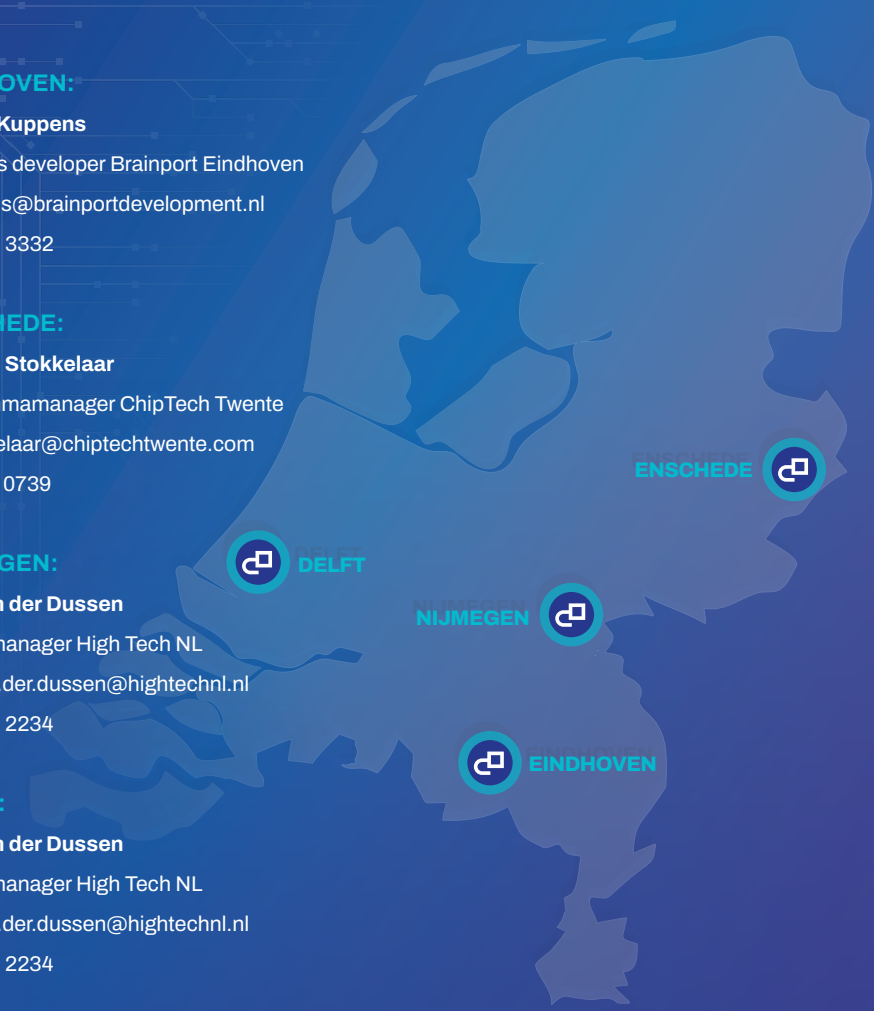 OVEN:
Kuppens
s developer Brainport Eindhoven
s@brainportdevelopment.nl
3332
HEDE:
Stokkelaar
mamanager ChipTech Twente
elaar@chiptechtwente.com
0739
GEN:
n der Dussen
manager High Tech NL
.der.dussen@hightechnl.nl
2234
:
n der Dussen
manager High Tech NL
.der.dussen@hightechnl.nl
2234
ENSCHEDE
DELFT
NIJMEGEN
EINDHOVEN